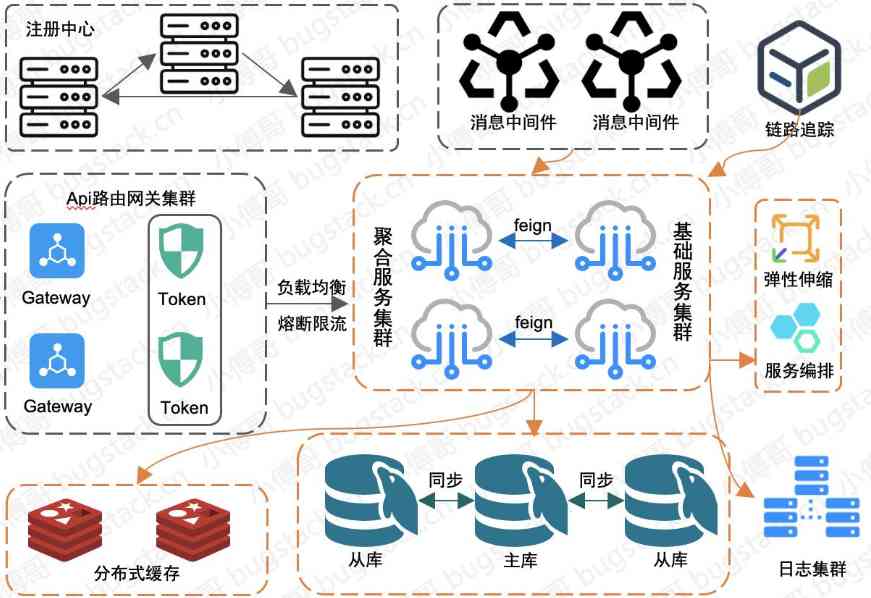 注册中心
消息中间件
消息中间件
链路追踪
Api路由网关集群
Gateway
Token
Gateway
Token
负载均衡
熔断限流
聚合服务集群
feign
feign
基础服务集群
弹性伸缩
服务编排
分布式缓存
同步
同步
从库
主库
从库
日志集群
小傅哥 bugstack.cn